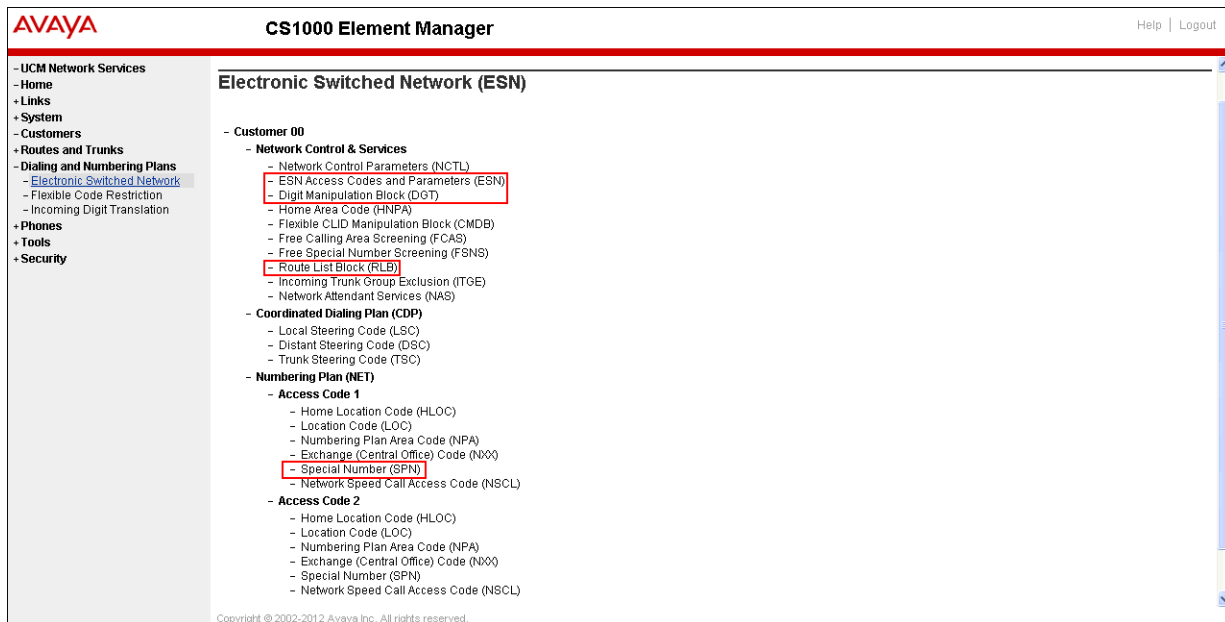 AVAYA
CS1000 Element Manager
Help | Logout
- UCM Network Services
- Home
+ Links
+ System
- Customers
+ Routes and Trunks
- Dialing and Numbering Plans
- Electronic Switched Network
- Flexible Code Restriction
- Incoming Digit Translation
+ Phones
+ Tools
+ Security
Electronic Switched Network (ESN)
- Customer 00
- Network Control & Services
- Network Control Parameters (NCTL)
- ESN Access Codes and Parameters (ESN)
- Digit Manipulation Block (DGT)
- Home Area Code (HNPA)
- Flexible CLID Manipulation Block (CMDB)
- Free Calling Area Screening (FCAS)
- Free Special Number Screening (FSNS)
- Route List Block (RLB)
- Incoming Trunk Group Exclusion (ITGE)
- Network Attendant Services (NAS)
- Coordinated Dialing Plan (CDP)
- Local Steering Code (LSC)
- Distant Steering Code (DSC)
- Trunk Steering Code (TSC)
- Numbering Plan (NET)
- Access Code 1
- Home Location Code (HLOC)
- Location Code (LOC)
- Numbering Plan Area Code (NPA)
- Exchange (Central Office) Code (NXX)
- Special Number (SPN)
- Network Speed Call Access Code (NSCL)
- Access Code 2
- Home Location Code (HLOC)
- Location Code (LOC)
- Numbering Plan Area Code (NPA)
- Exchange (Central Office) Code (NXX)
- Special Number (SPN)
- Network Speed Call Access Code (NSCL)
Copyright © 2002-2012 Avaya Inc. All rights reserved.